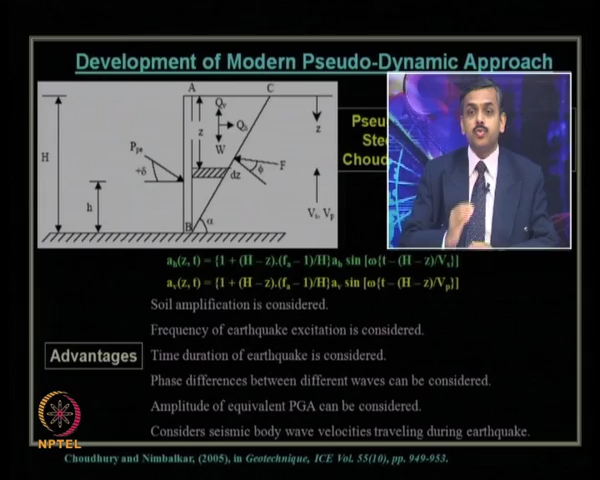 Development of Modern Pseudo-Dynamic Approach
A
C
Qv
Qh
W
z
z
H
Ppe
+δ
dz
ϕ
F
h
Vs, Vp
B
α
Pseu
Stee
Choud
ah(z, t) = {1 + (H – z).(fa – 1)/H}ah sin [ω{t – (H – z)/Vs}]
av(z, t) = {1 + (H – z).(fa – 1)/H}av sin [ω{t – (H – z)/Vp}]
Soil amplification is considered.
Frequency of earthquake excitation is considered.
Time duration of earthquake is considered.
Advantages
Phase differences between different waves can be considered.
Amplitude of equivalent PGA can be considered.
Considers seismic body wave velocities traveling during earthquake.
NPTEL
Choudhury and Nimbalkar, (2005), in Geotechnique, ICE Vol. 55(10), pp. 949-953.